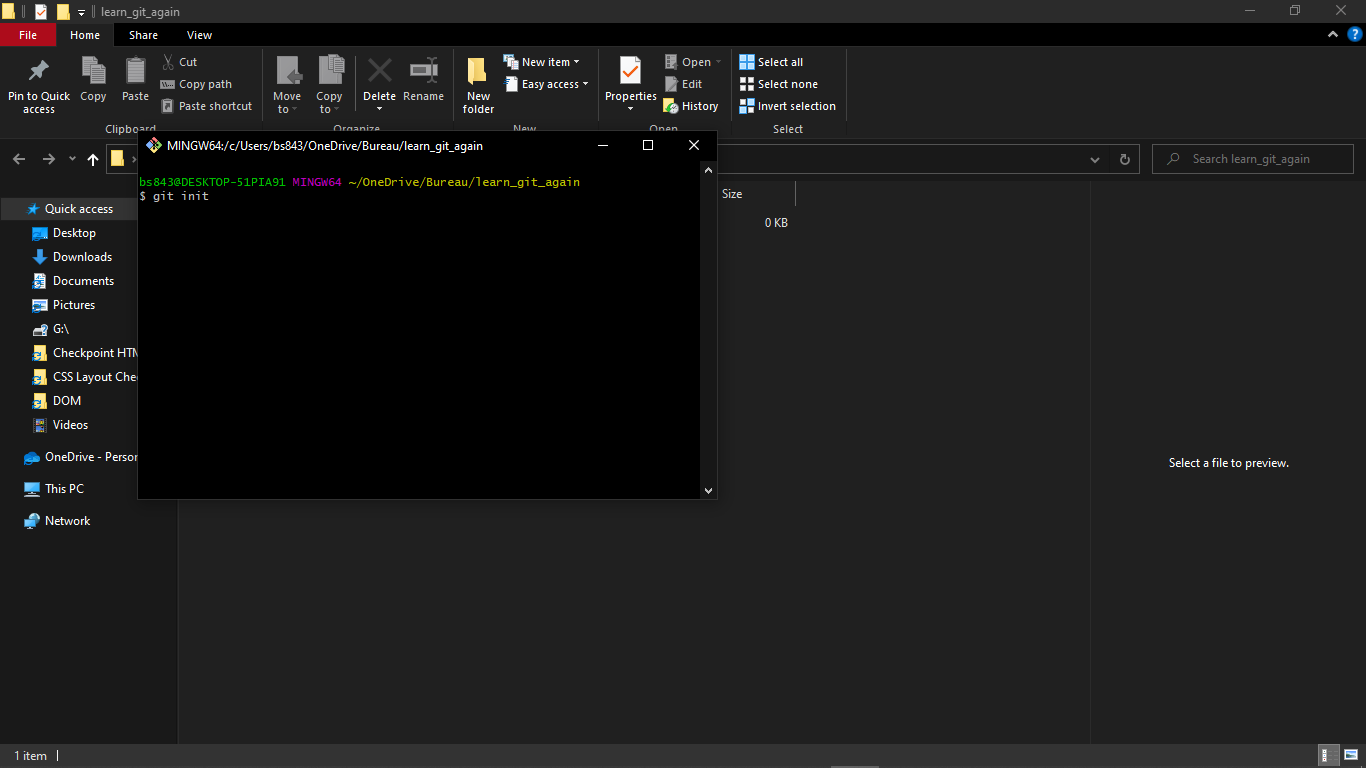 learn_git_again
File Home Share View
Pin to Quick access
Copy
Paste
Cut
Copy path
Paste shortcut
Clipboard
Move to
Copy to
Delete
Rename
Organize
New folder
New item
Easy access
New
Properties
Open
Edit
History
Open
Select all
Select none
Invert selection
Select
MINGW64:/c/Users/bs843/OneDrive/Bureau/learn_git_again
Search learn_git_again
bs843@DESKTOP-51PIA91 MINGW64 ~/OneDrive/Bureau/learn_git_again
$ git init
Size
0 KB
Quick access
Desktop
Downloads
Documents
Pictures
G:\
Checkpoint HTM
CSS Layout Che
DOM
Videos
OneDrive - Person
This PC
Network
Select a file to preview.
1 item